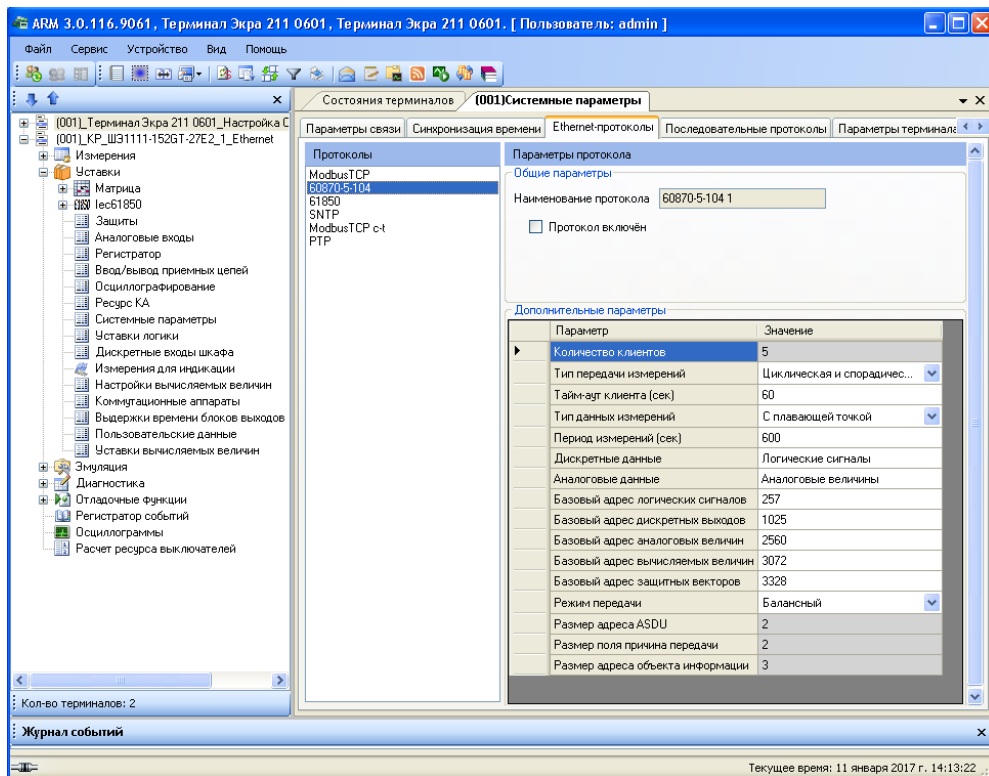 ARM 3.0.116.9061, Терминал Экра 211 0601, Терминал Экра 211 0601. [ Пользователь: admin ]
Файл Сервис Устройство Вид Помощь
(001)_Терминал Экра 211 0601_Настройка С
(001)_КР_ШЭ1111-152GT-27E2_1_Ethernet
Измерения
Уставки
Матрица
Iec61850
Защиты
Аналоговые входы
Регистратор
Ввод/вывод приемных цепей
Осциллографирование
Ресурс КА
Системные параметры
Уставки логики
Дискретные входы шкафа
Измерения для индикации
Настройки вычисляемых величин
Коммутационные аппараты
Выдержки времени блоков выходов
Пользовательские данные
Уставки вычисляемых величин
Эмуляция
Диагностика
Отладочные функции
Регистратор событий
Осциллограммы
Расчет ресурса выключателей
Кол-во терминалов: 2
Состояния терминалов (001)Системные параметры
Параметры связи Синхронизация времени Ethernet-протоколы Последовательные протоколы Параметры терминала
Протоколы
ModbusTCP
60870-5-104
61850
SNTP
ModbusTCP c-t
PTP
Параметры протокола
Общие параметры
Наименование протокола 60870-5-104 1
Протокол включён
Дополнительные параметры
Параметр Значение
Количество клиентов 5
Тип передачи измерений Циклическая и спорадичес...
Тайм-аут клиента (сек) 60
Тип данных измерений С плавающей точкой
Период измерений (сек) 600
Дискретные данные Логические сигналы
Аналоговые данные Аналоговые величины
Базовый адрес логических сигналов 257
Базовый адрес дискретных выходов 1025
Базовый адрес аналоговых величин 2560
Базовый адрес вычисляемых величин 3072
Базовый адрес защитных векторов 3328
Режим передачи Балансный
Размер адреса ASDU 2
Размер поля причина передачи 2
Размер адреса объекта информации 3
Журнал событий
Текущее время: 11 января 2017 г. 14:13:22